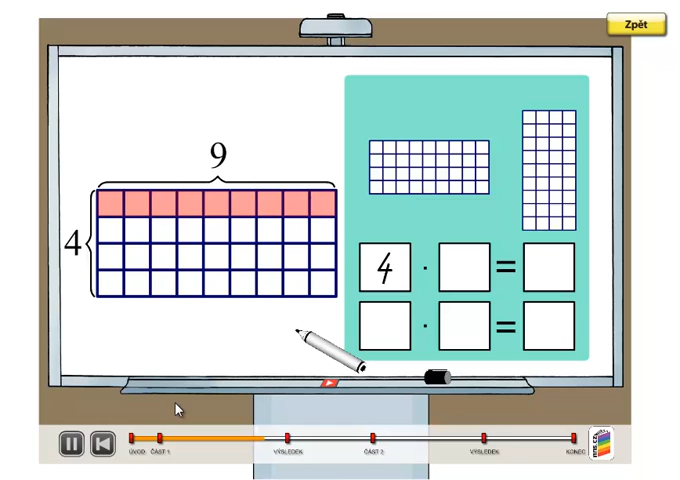 Zpět
9
4
4 · =
· =
ÚVOD ČÁST 1 VÝSLEDEK ČÁST 2 VÝSLEDEK KONEC